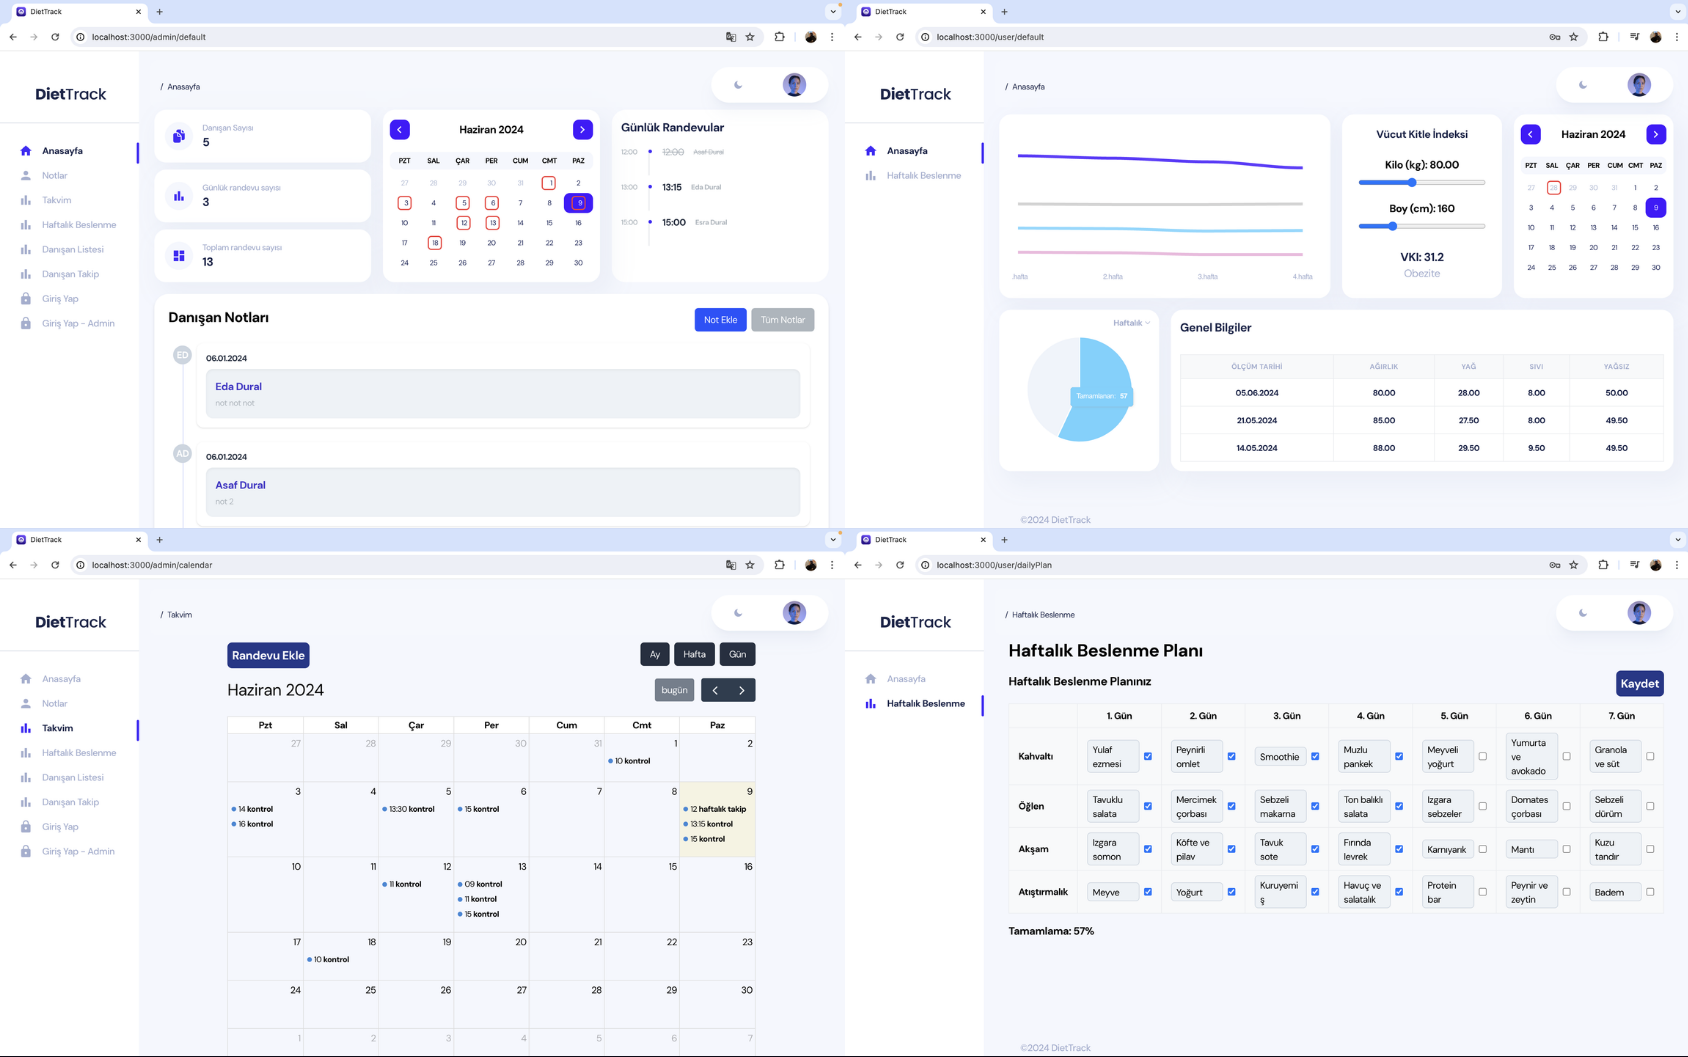 DietTrack
localhost:3000/admin/default
DietTrack
/ Anasayfa
Anasayfa
Notlar
Takvim
Haftalık Beslenme
Danışan Listesi
Danışan Takip
Giriş Yap
Giriş Yap - Admin
Danışan Sayısı
5
Günlük randevu sayısı
3
Toplam randevu sayısı
13
Haziran 2024
PZT SAL ÇAR PER CUM CMT PAZ
27 28 29 30 31 1 2
3 4 5 6 7 8 9
10 11 12 13 14 15 16
17 18 19 20 21 22 23
24 25 26 27 28 29 30
Günlük Randevular
12:00 12:00 Asaf Dural
13:00 13:15 Eda Dural
15:00 15:00 Esra Dural
Danışan Notları
Not Ekle
Tüm Notlar
ED
06.01.2024
Eda Dural
not not not
AD
06.01.2024
Asaf Dural
not 2
DietTrack
localhost:3000/user/default
DietTrack
/ Anasayfa
Anasayfa
Haftalık Beslenme
.hafta 2.hafta 3.hafta 4.hafta
Vücut Kitle İndeksi
Kilo (kg): 80.00
Boy (cm): 160
VKI: 31.2
Obezite
Haziran 2024
PZT SAL ÇAR PER CUM CMT PAZ
27 28 29 30 31 1 2
3 4 5 6 7 8 9
10 11 12 13 14 15 16
17 18 19 20 21 22 23
24 25 26 27 28 29 30
Haftalık
Tamamlanan: 57
Genel Bilgiler
ÖLÇÜM TARİHİ AĞIRLIK YAĞ SIVI YAĞSIZ
05.06.2024 80.00 28.00 8.00 50.00
21.05.2024 85.00 27.50 8.00 49.50
14.05.2024 88.00 29.50 9.50 49.50
©2024 DietTrack
DietTrack
localhost:3000/admin/calendar
DietTrack
/ Takvim
Anasayfa
Notlar
Takvim
Haftalık Beslenme
Danışan Listesi
Danışan Takip
Giriş Yap
Giriş Yap - Admin
Randevu Ekle
Ay Hafta Gün
Haziran 2024
bugün
Pzt Sal Çar Per Cum Cmt Paz
27 28 29 30 31 1 2
10 kontrol
3 4 5 6 7 8 9
14 kontrol 13:30 kontrol 15 kontrol 12 haftalık takip
16 kontrol 13:15 kontrol
15 kontrol
10 11 12 13 14 15 16
11 kontrol 09 kontrol
11 kontrol
15 kontrol
17 18 19 20 21 22 23
10 kontrol
24 25 26 27 28 29 30
1 2 3 4 5 6 7
DietTrack
localhost:3000/user/dailyPlan
DietTrack
/ Haftalık Beslenme
Anasayfa
Haftalık Beslenme
Haftalık Beslenme Planı
Haftalık Beslenme Planınız
Kaydet
1. Gün 2. Gün 3. Gün 4. Gün 5. Gün 6. Gün 7. Gün
Kahvaltı
Yulaf
ezmesi
Peynirli
omlet
Smoothie
Muzlu
pankek
Meyveli
yoğurt
Yumurta
ve
avokado
Granola
ve süt
Öğlen
Tavuklu
salata
Mercimek
çorbası
Sebzeli
makarna
Ton balıklı
salata
Izgara
sebzeler
Domates
çorbası
Sebzeli
dürüm
Akşam
Izgara
somon
Köfte ve
pilav
Tavuk
sote
Fırında
levrek
Karnıyarık
Mantı
Kuzu
tandır
Atıştırmalık
Meyve
Yoğurt
Kuruyemi
ş
Havuç ve
salatalık
Protein
bar
Peynir ve
zeytin
Badem
Tamamlama: 57%
©2024 DietTrack